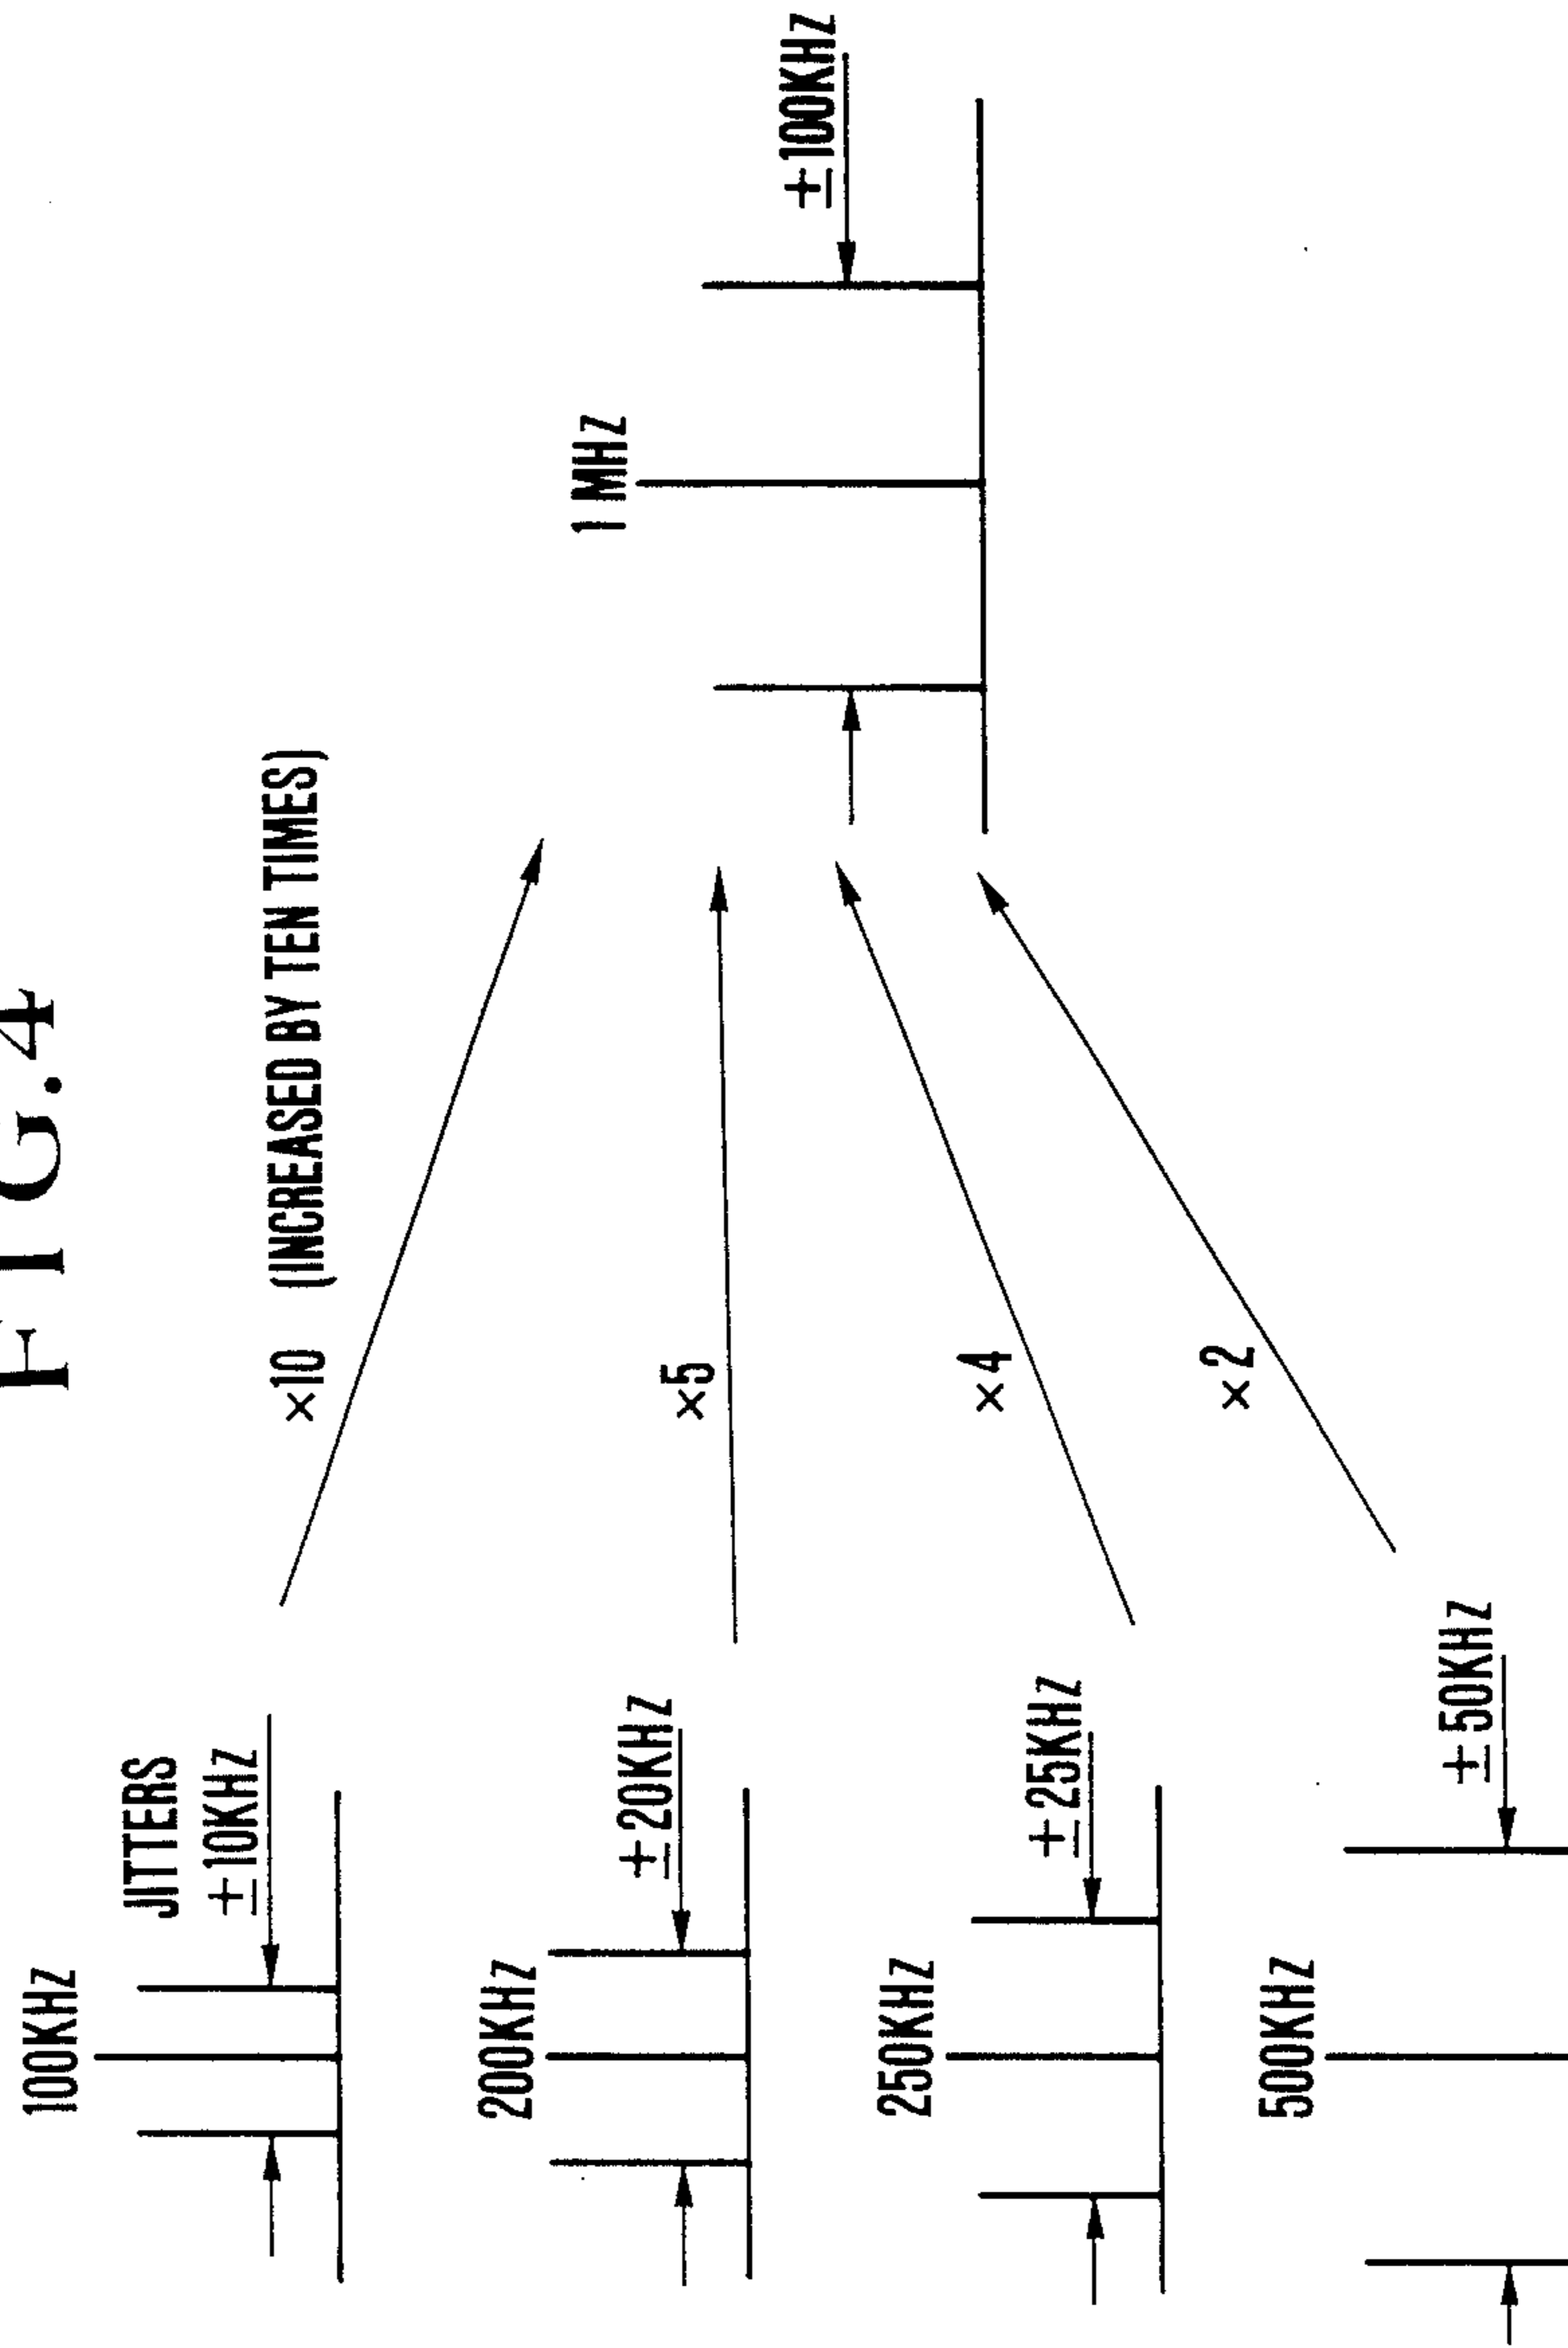 FIG.4
100KHz
JITTERS
±10KHz
×10 (INCREASED BY TEN TIMES)
200KHz
±20KHz
×5
1 MHz
±100KHz
250KHz
±25KHz
×4
500KHz
±50KHz
×2